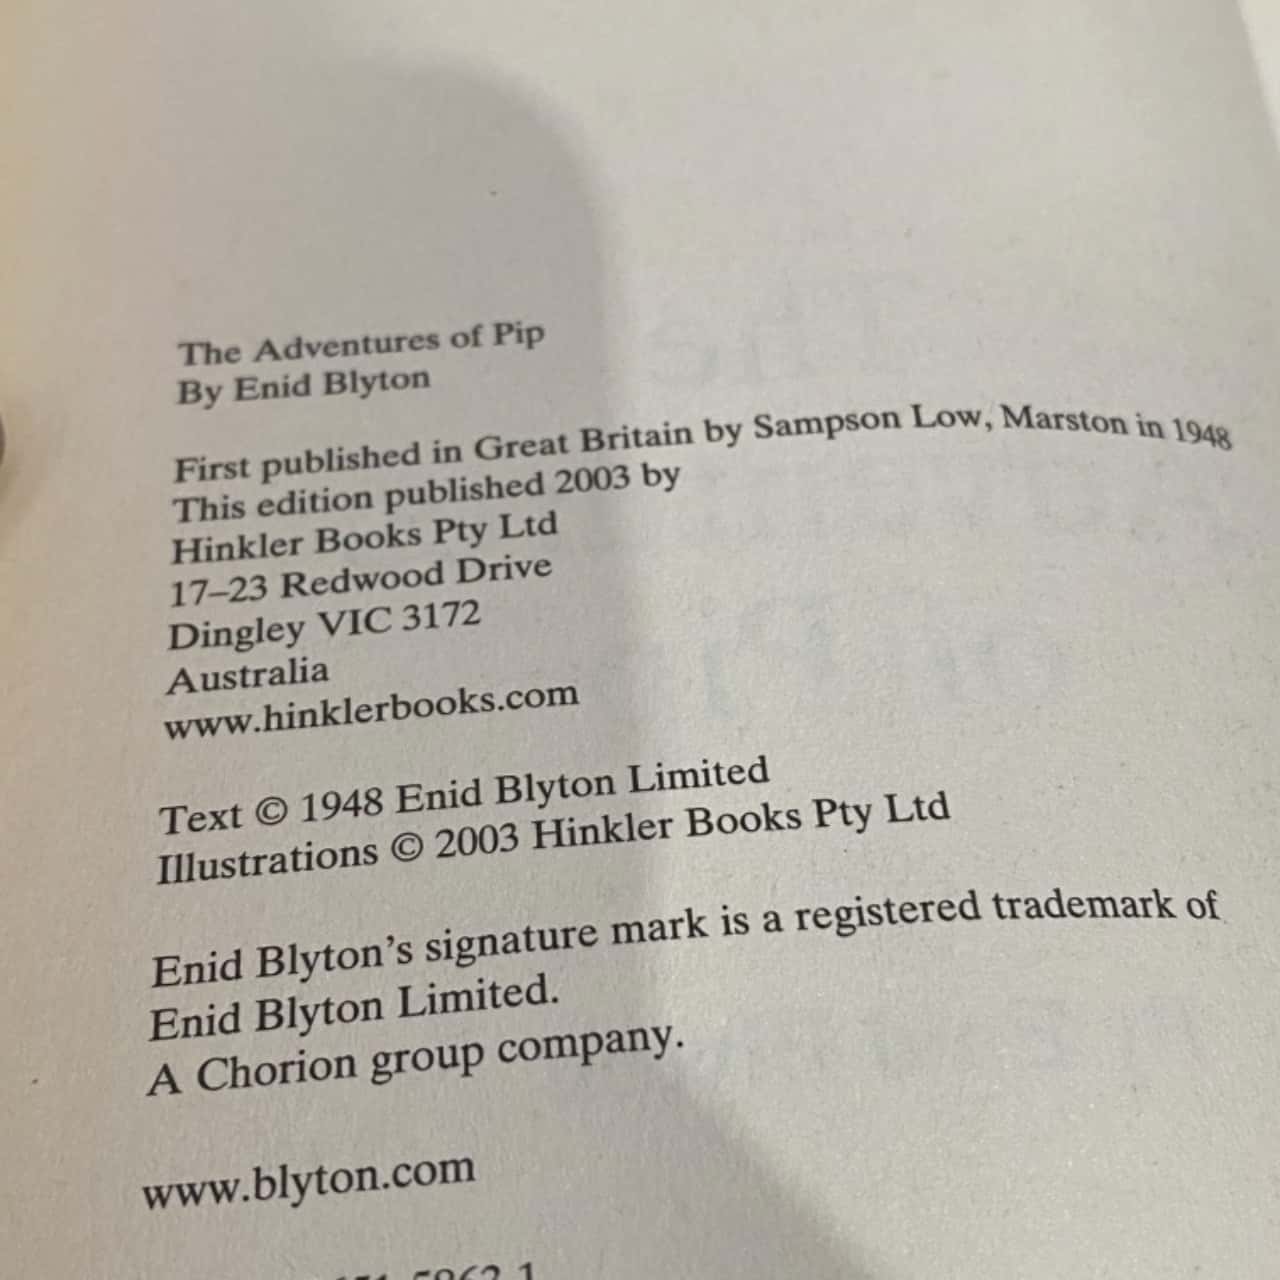 The Adventures of Pip
By Enid Blyton
First published in Great Britain by Sampson Low, Marston in 1948
This edition published 2003 by
Hinkler Books Pty Ltd
17–23 Redwood Drive
Dingley VIC 3172
Australia
www.hinklerbooks.com
Text © 1948 Enid Blyton Limited
Illustrations © 2003 Hinkler Books Pty Ltd
Enid Blyton’s signature mark is a registered trademark of
Enid Blyton Limited.
A Chorion group company.
www.blyton.com